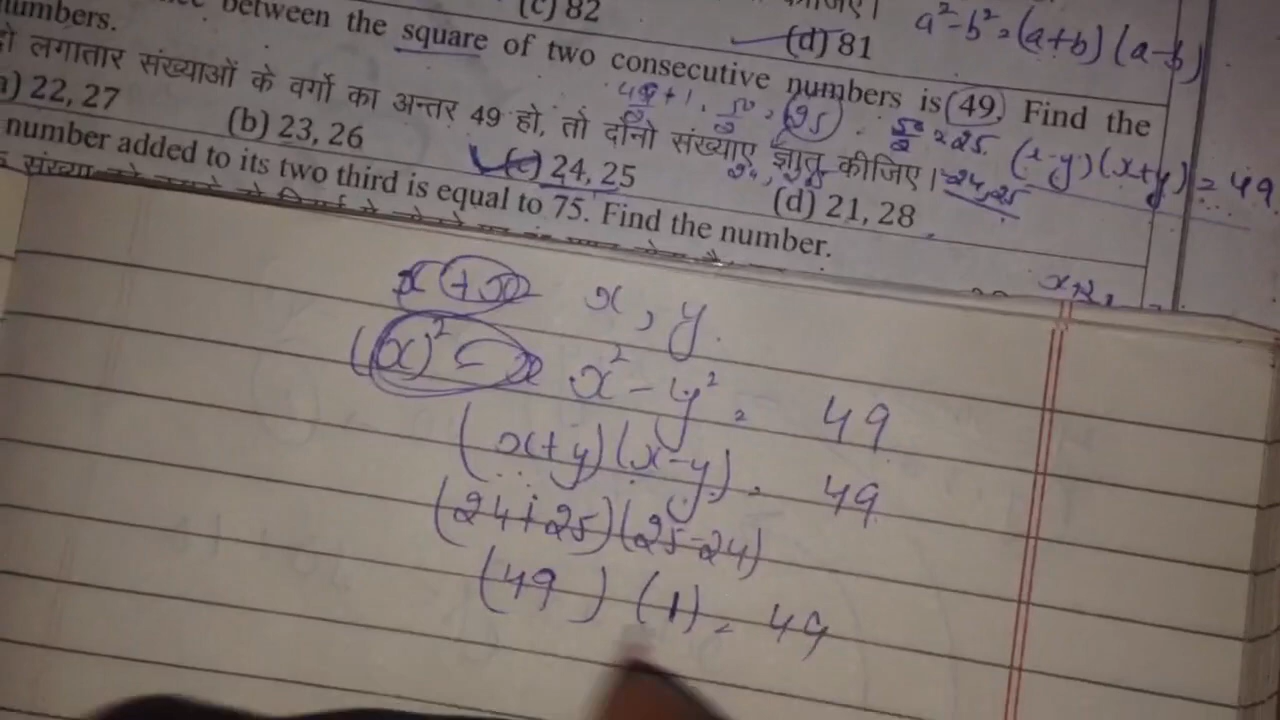 (c) 82
(d) 81
a²-b² = (a+b) (a-b)
between the square of two consecutive numbers is 49. Find the
numbers.
लगातार संख्याओं के वर्गो का अन्तर 49 हो, तो दोनो संख्याए ज्ञात कीजिए।
24, 25
(x-y)(x+y) = 49
22, 27
(b) 23, 26
(c) 24, 25
(d) 21, 28
number added to its two third is equal to 75. Find the number.
x, y
x² - y² = 49
(x+y)(x-y) = 49
(24+25)(25-24)
(49) (1) = 49